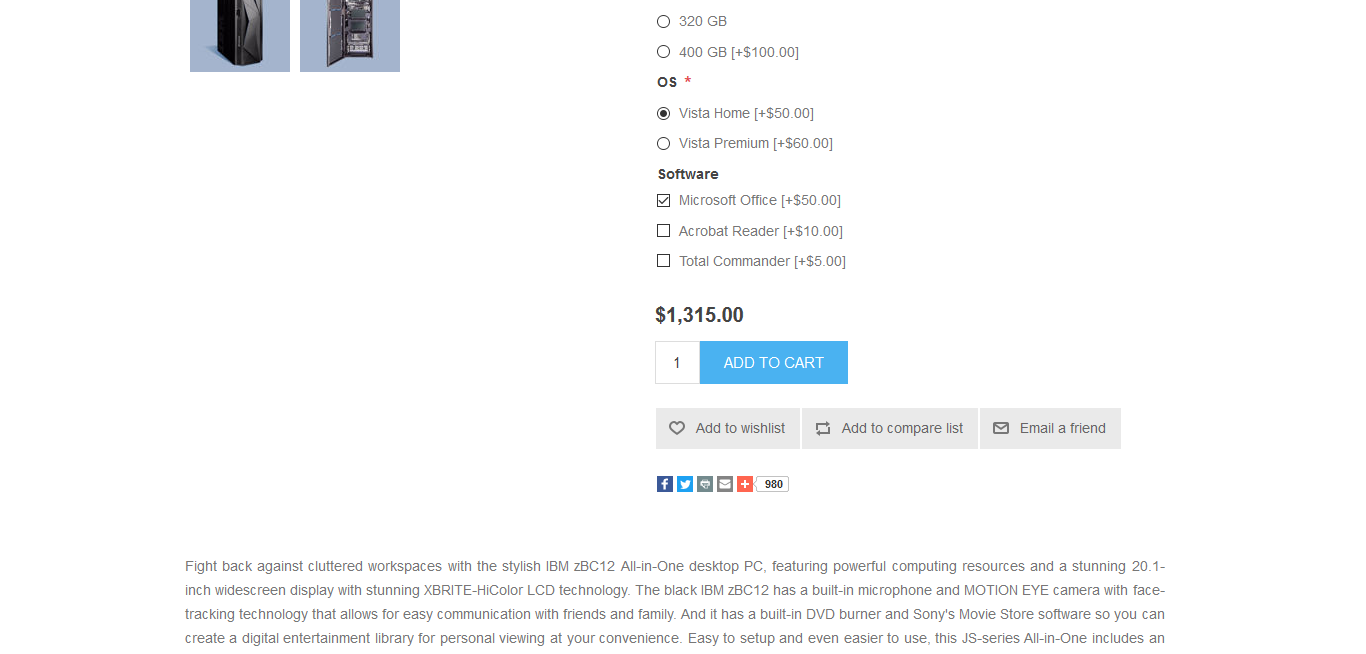 320 GB
400 GB [+$100.00]
OS *
Vista Home [+$50.00]
Vista Premium [+$60.00]
Software
Microsoft Office [+$50.00]
Acrobat Reader [+$10.00]
Total Commander [+$5.00]
$1,315.00
1 ADD TO CART
Add to wishlist Add to compare list Email a friend
980
Fight back against cluttered workspaces with the stylish IBM zBC12 All-in-One desktop PC, featuring powerful computing resources and a stunning 20.1-
inch widescreen display with stunning XBRITE-HiColor LCD technology. The black IBM zBC12 has a built-in microphone and MOTION EYE camera with face-
tracking technology that allows for easy communication with friends and family. And it has a built-in DVD burner and Sony's Movie Store software so you can
create a digital entertainment library for personal viewing at your convenience. Easy to setup and even easier to use, this JS-series All-in-One includes an